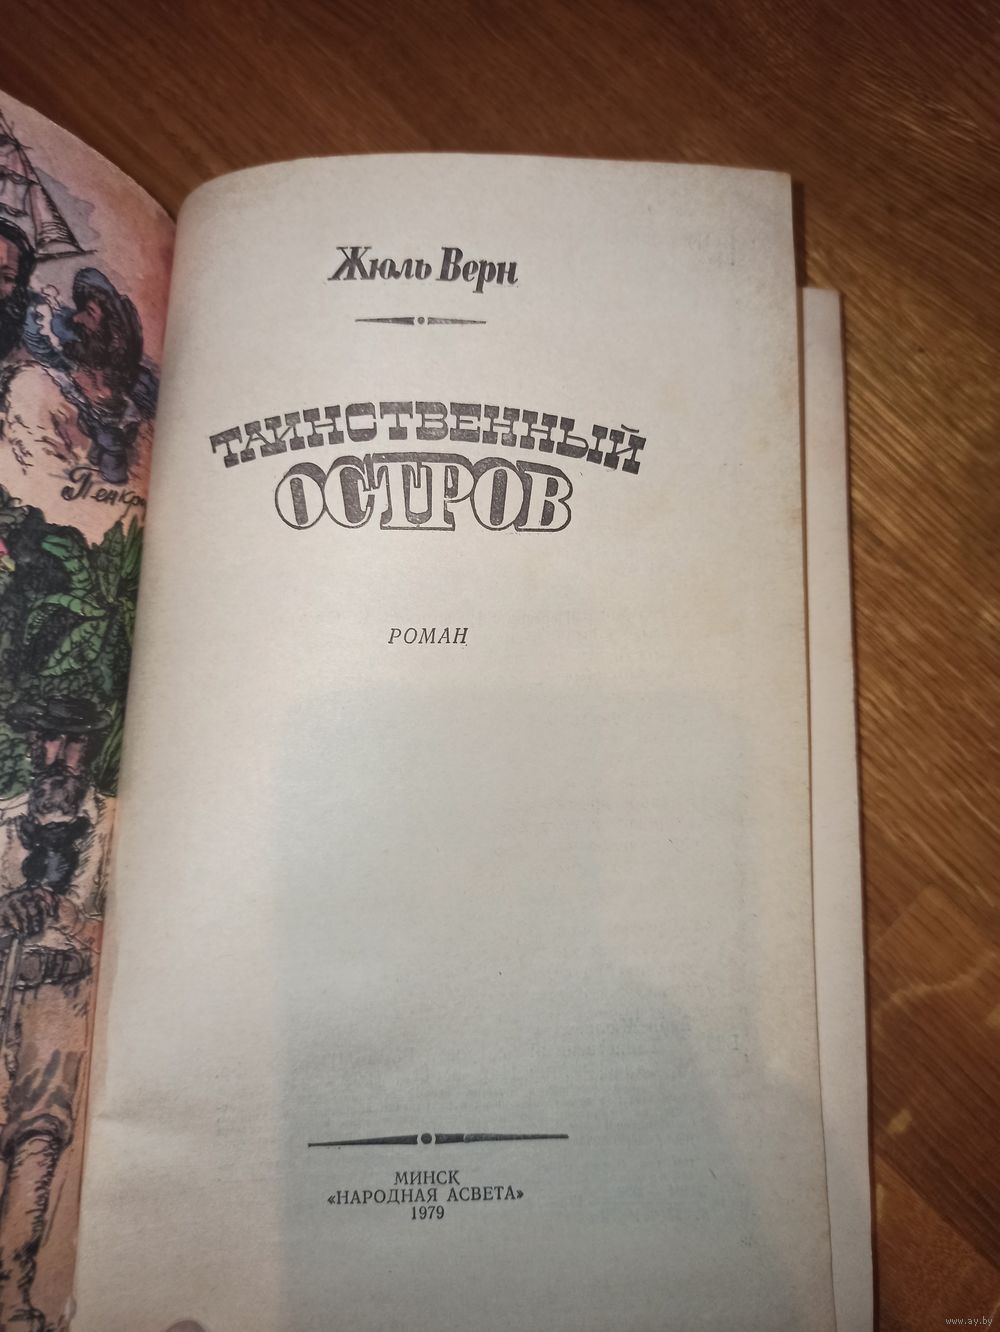 Жюль Верн
ТАИНСТВЕННЫЙ
ОСТРОВ
РОМАН
МИНСК
«НАРОДНАЯ АСВЕТА»
1979
www.ay.by